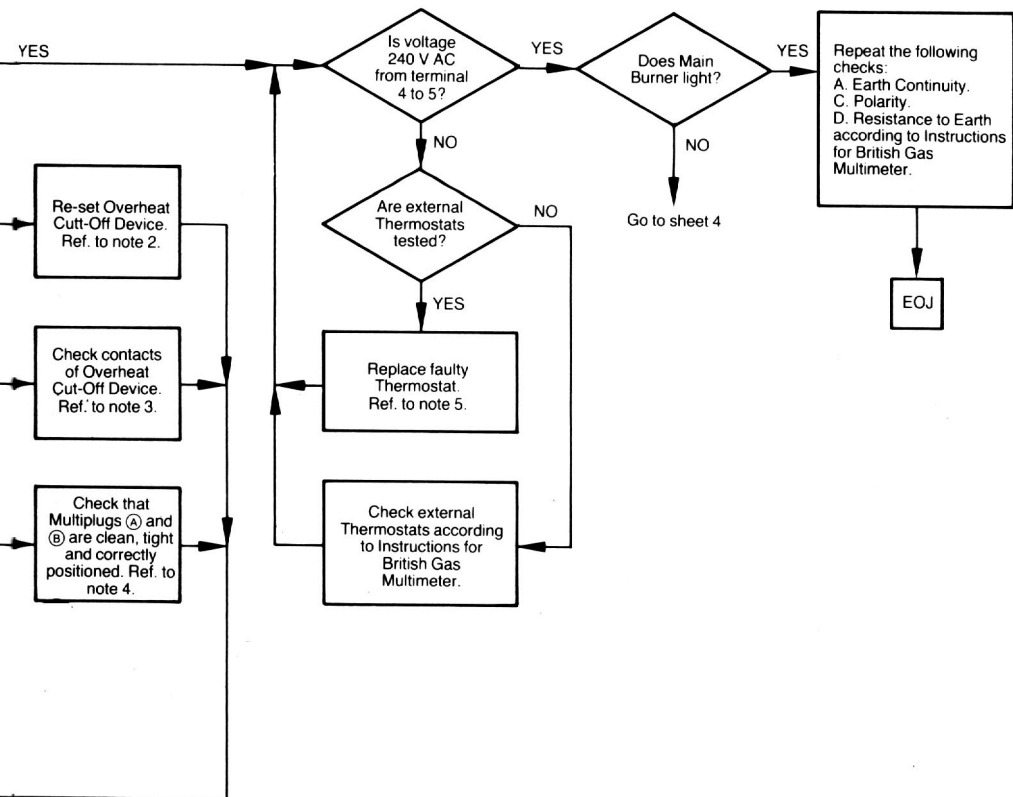 YES
Is voltage
240 V AC
from terminal
4 to 5?
YES
Does Main
Burner light?
YES
Repeat the following
checks:
A. Earth Continuity.
C. Polarity.
D. Resistance to Earth
according to Instructions
for British Gas
Multimeter.
NO
NO
Go to sheet 4
EOJ
Re-set Overheat
Cutt-Off Device.
Ref. to note 2.
Are external
Thermostats
tested?
NO
YES
Check contacts
of Overheat
Cut-Off Device.
Ref. to note 3.
Replace faulty
Thermostat.
Ref. to note 5.
Check that
Multiplugs Ⓐ and
Ⓑ are clean, tight
and correctly
positioned. Ref. to
note 4.
Check external
Thermostats according
to Instructions for
British Gas
Multimeter.